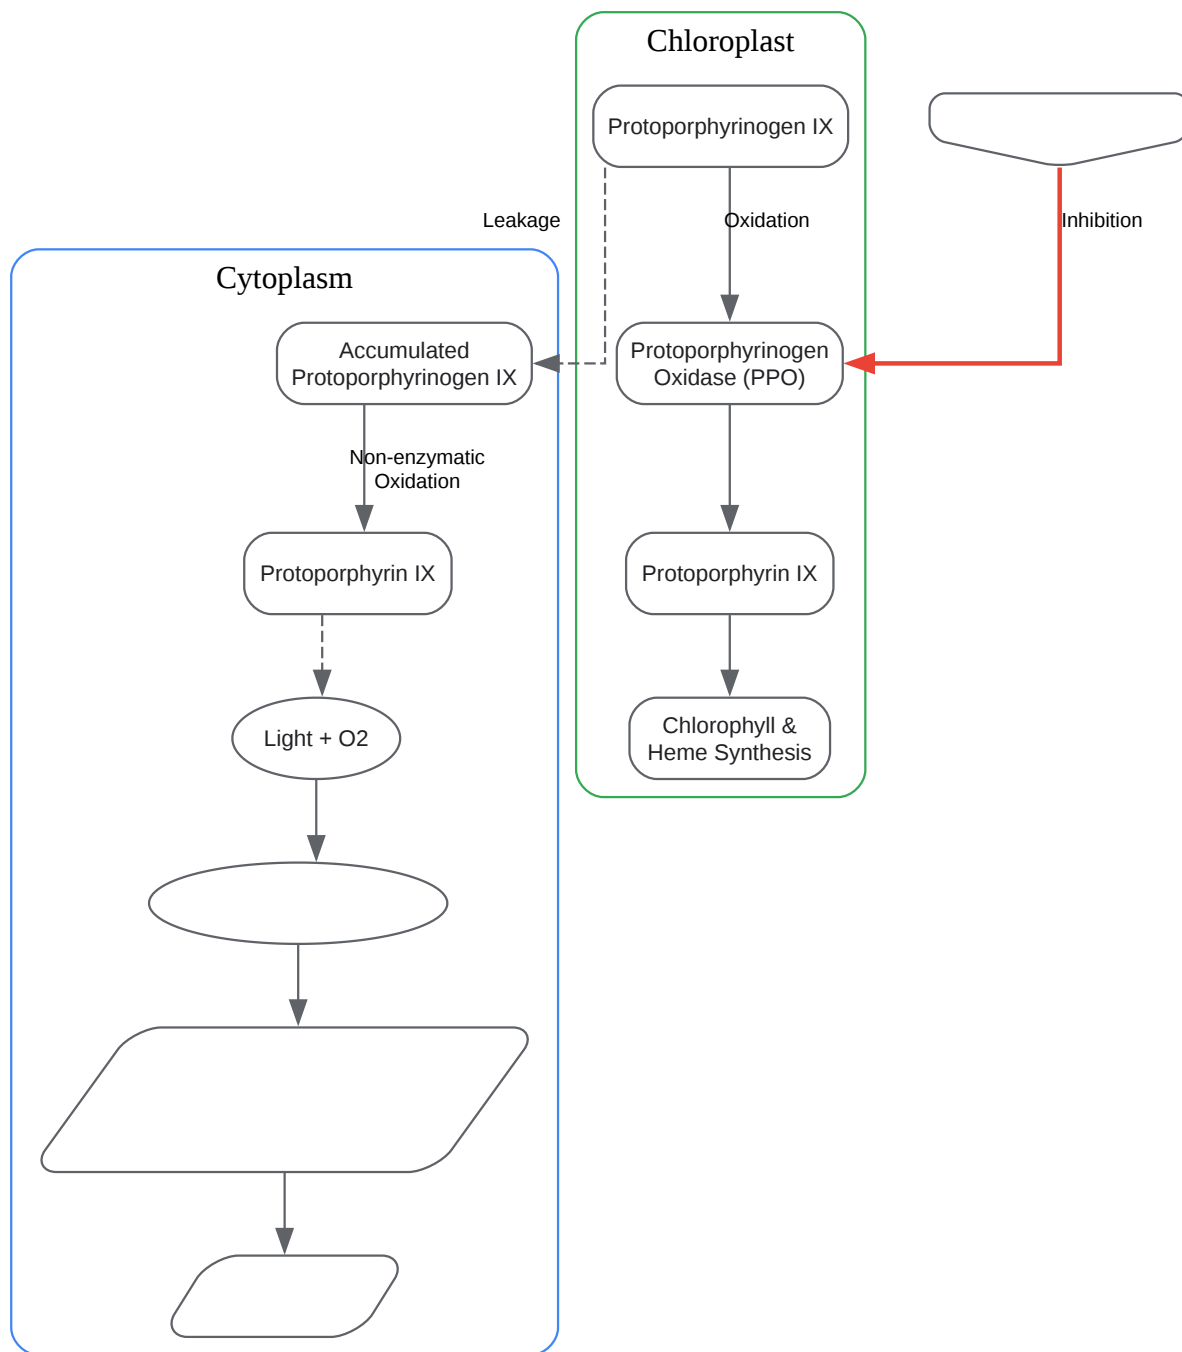 Chloroplast
Protoporphyrinogen IX
Leakage
Oxidation
Inhibition
Cytoplasm
Accumulated
Protoporphyrinogen IX
Protoporphyrinogen
Oxidase (PPO)
Non-enzymatic
Oxidation
Protoporphyrin IX
Protoporphyrin IX
Light + O2
Chlorophyll &
Heme Synthesis